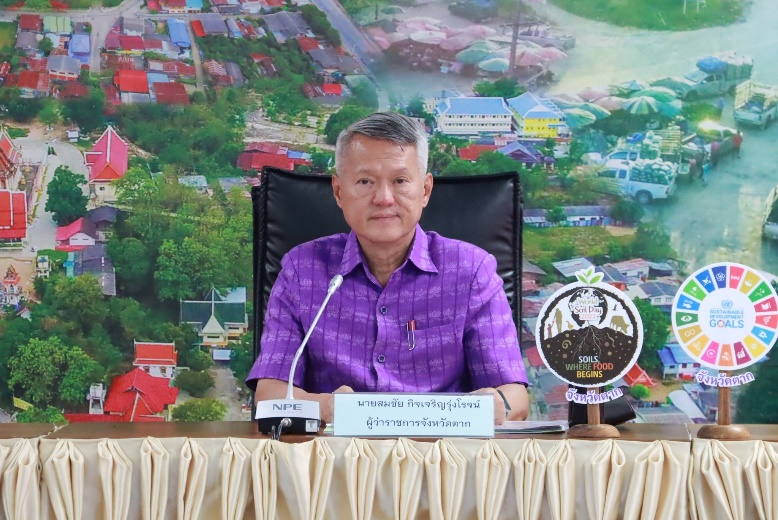 Soil Day
SOILS,
WHERE FOOD
BEGINS
จังหวัดตาก
SUSTAINABLE
DEVELOPMENT
GOALS
จังหวัดตาก
NPE
นายสมชัย กิจเจริญรุ่งโรจน์
ผู้ว่าราชการจังหวัดตาก